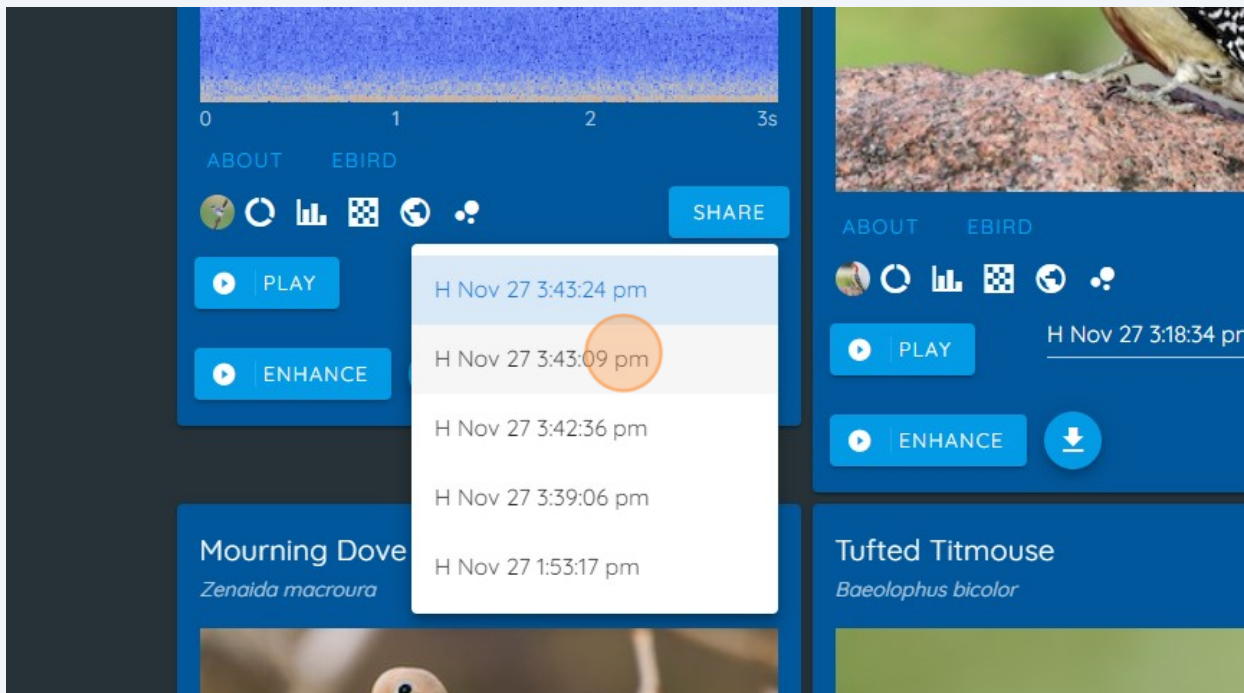 0 1 2 3s
ABOUT EBIRD
SHARE
PLAY
ENHANCE
H Nov 27 3:43:24 pm
H Nov 27 3:43:09 pm
H Nov 27 3:42:36 pm
H Nov 27 3:39:06 pm
H Nov 27 1:53:17 pm
ABOUT EBIRD
PLAY
H Nov 27 3:18:34 pm
ENHANCE
Mourning Dove
Zenaida macroura
Tufted Titmouse
Baeolophus bicolor